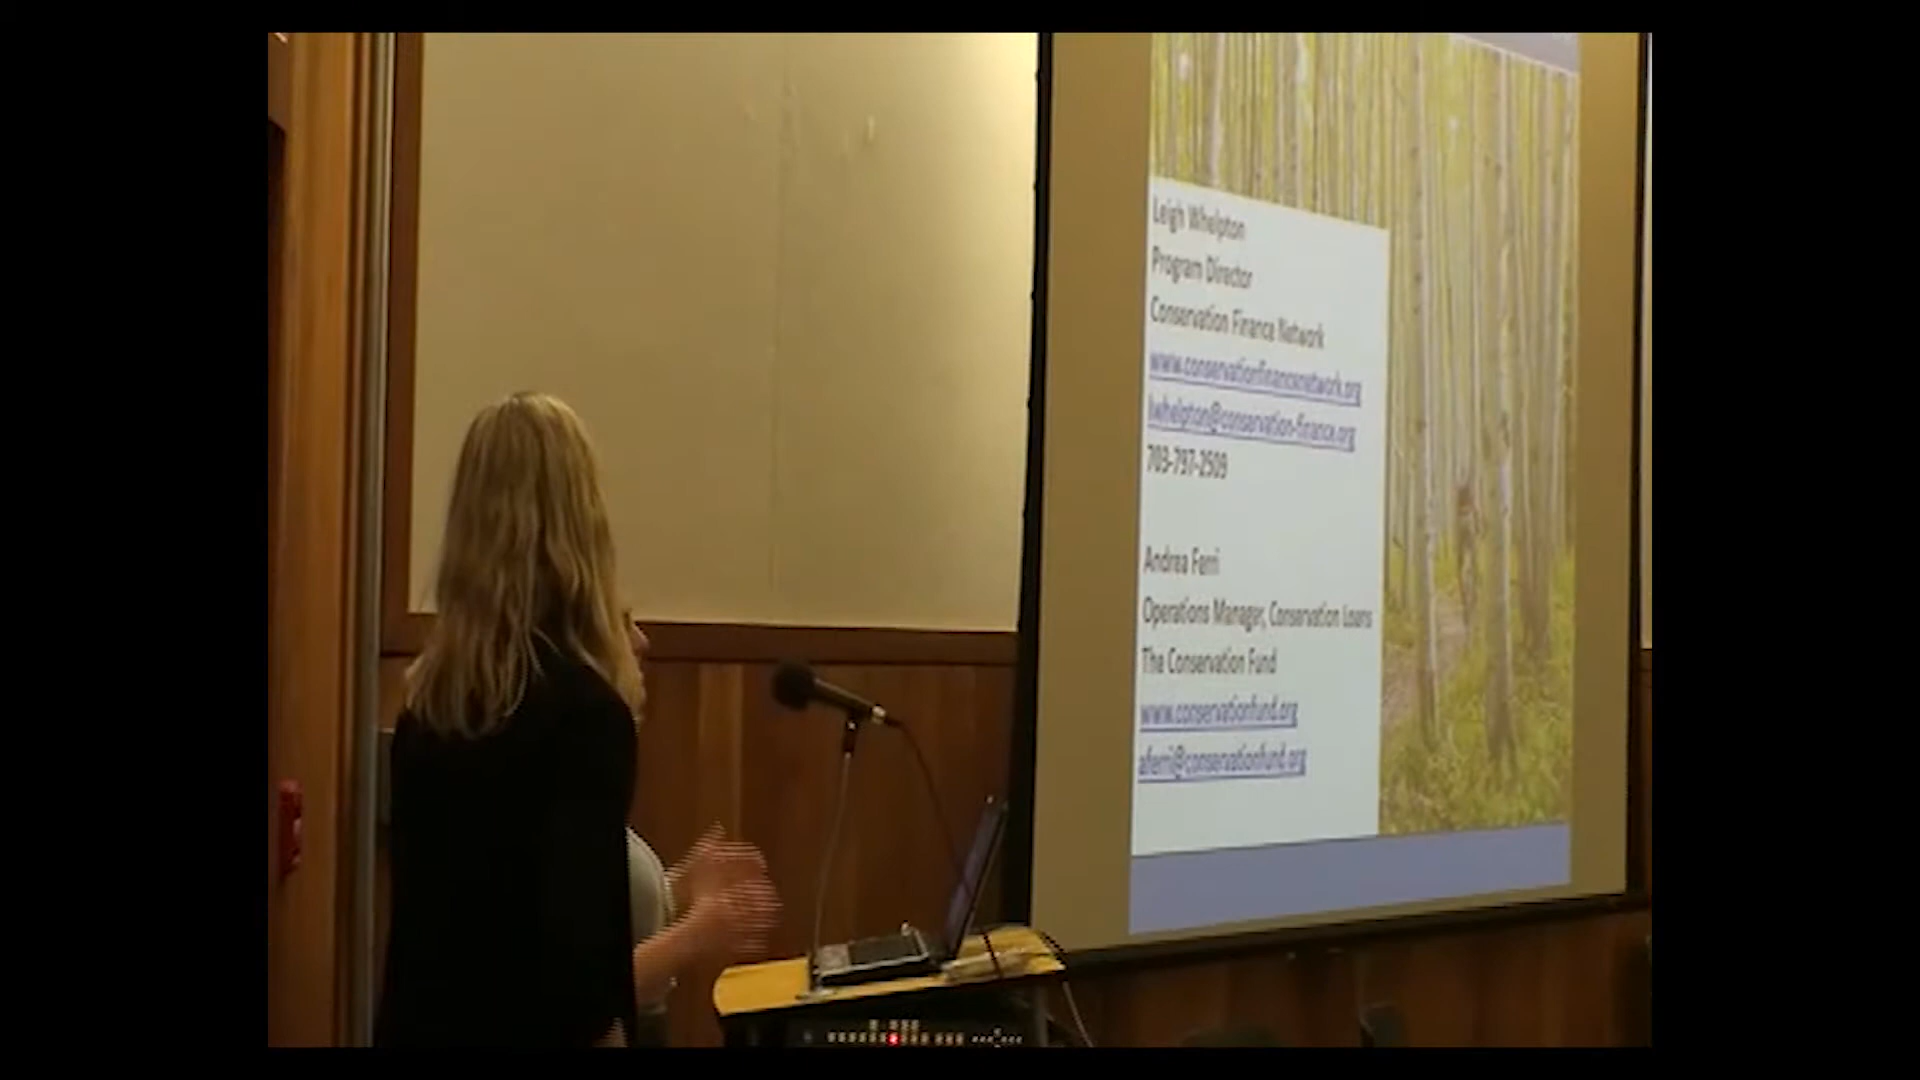 Leigh Whelpton
Program Director
Conservation Finance Network
www.conservationfinancenetwork.org
lwhelpton@conservation-finance.org
703-797-2509
Andrea Ferri
Operations Manager, Conservation Loans
The Conservation Fund
www.conservationfund.org
aferri@conservationfund.org